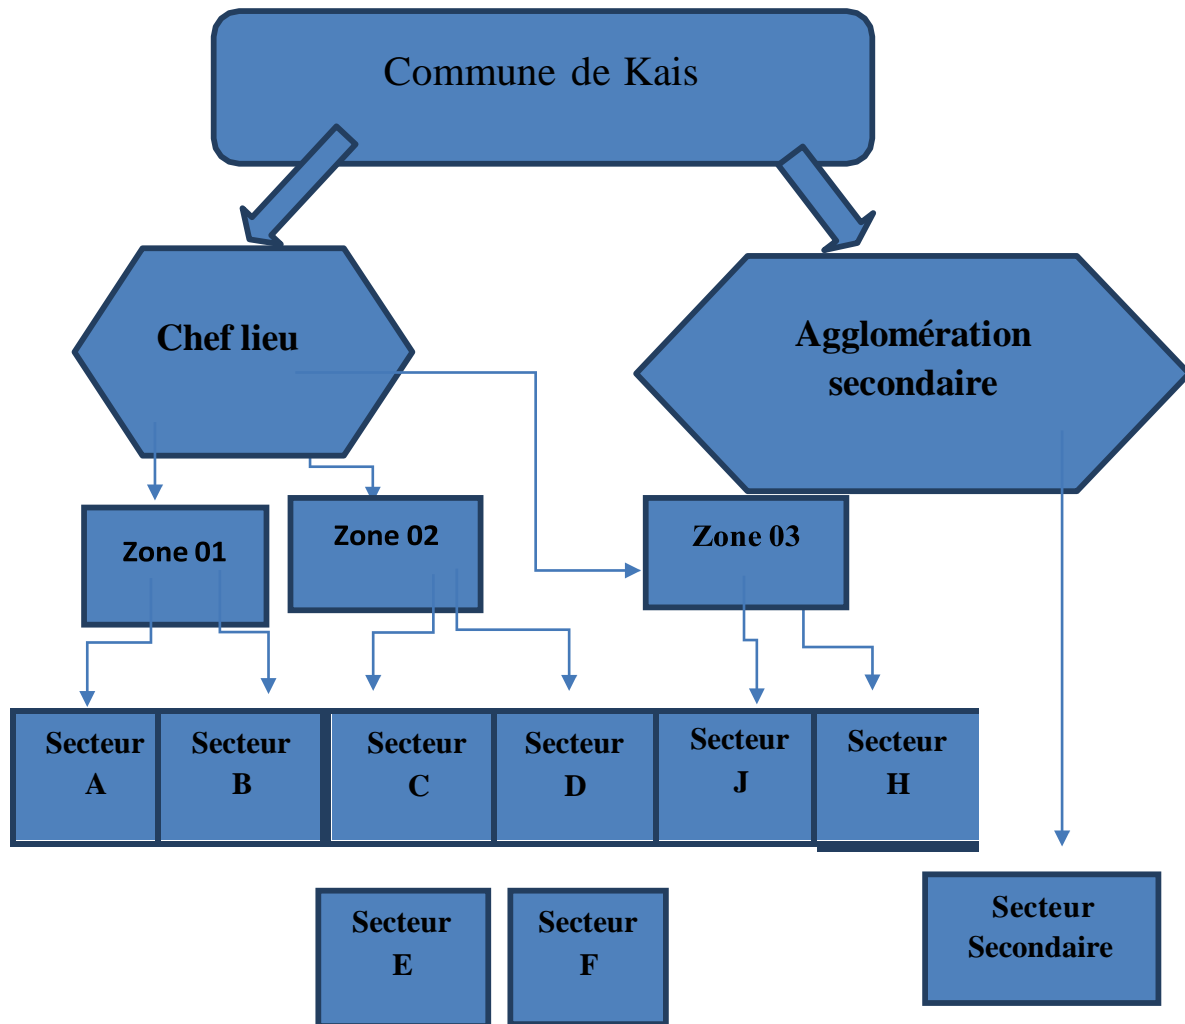 Commune de Kais
Chef lieu
Agglomération
secondaire
Zone 01
Zone 02
Zone 03
Secteur
A
Secteur
B
Secteur
C
Secteur
D
Secteur
J
Secteur
H
Secteur
E
Secteur
F
Secteur
Secondaire